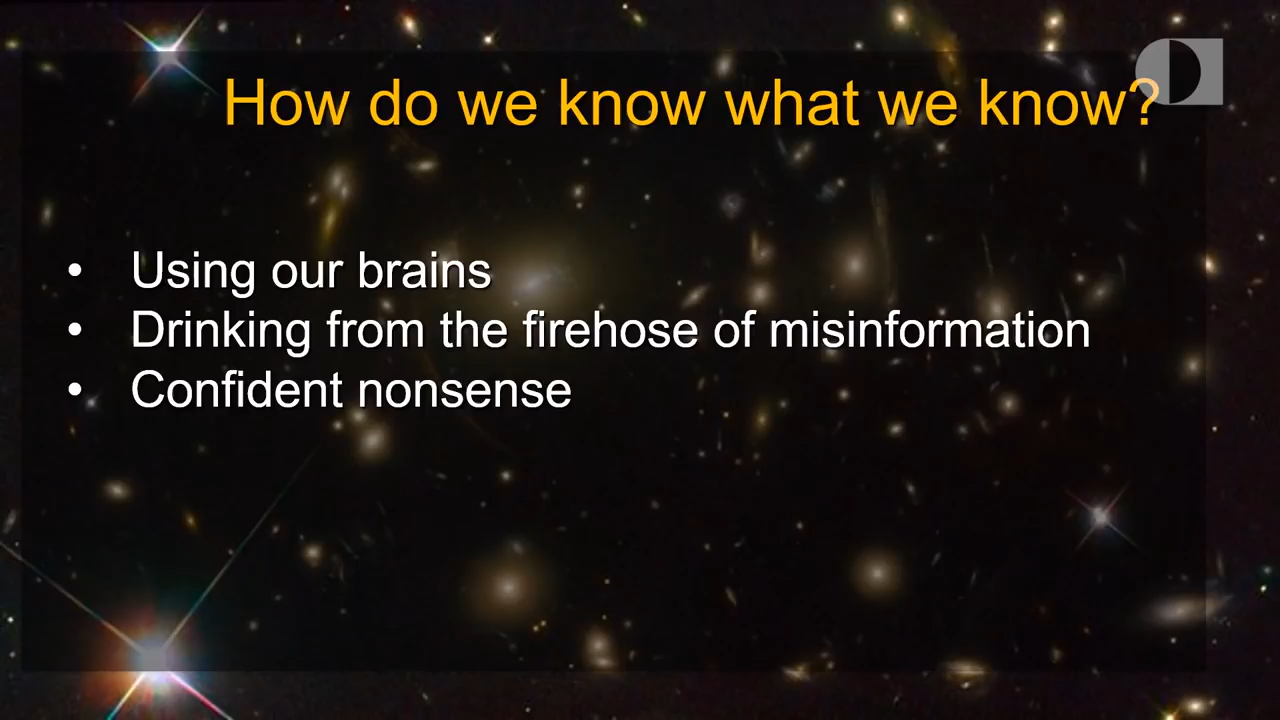 How do we know what we know?
• Using our brains
• Drinking from the firehose of misinformation
• Confident nonsense